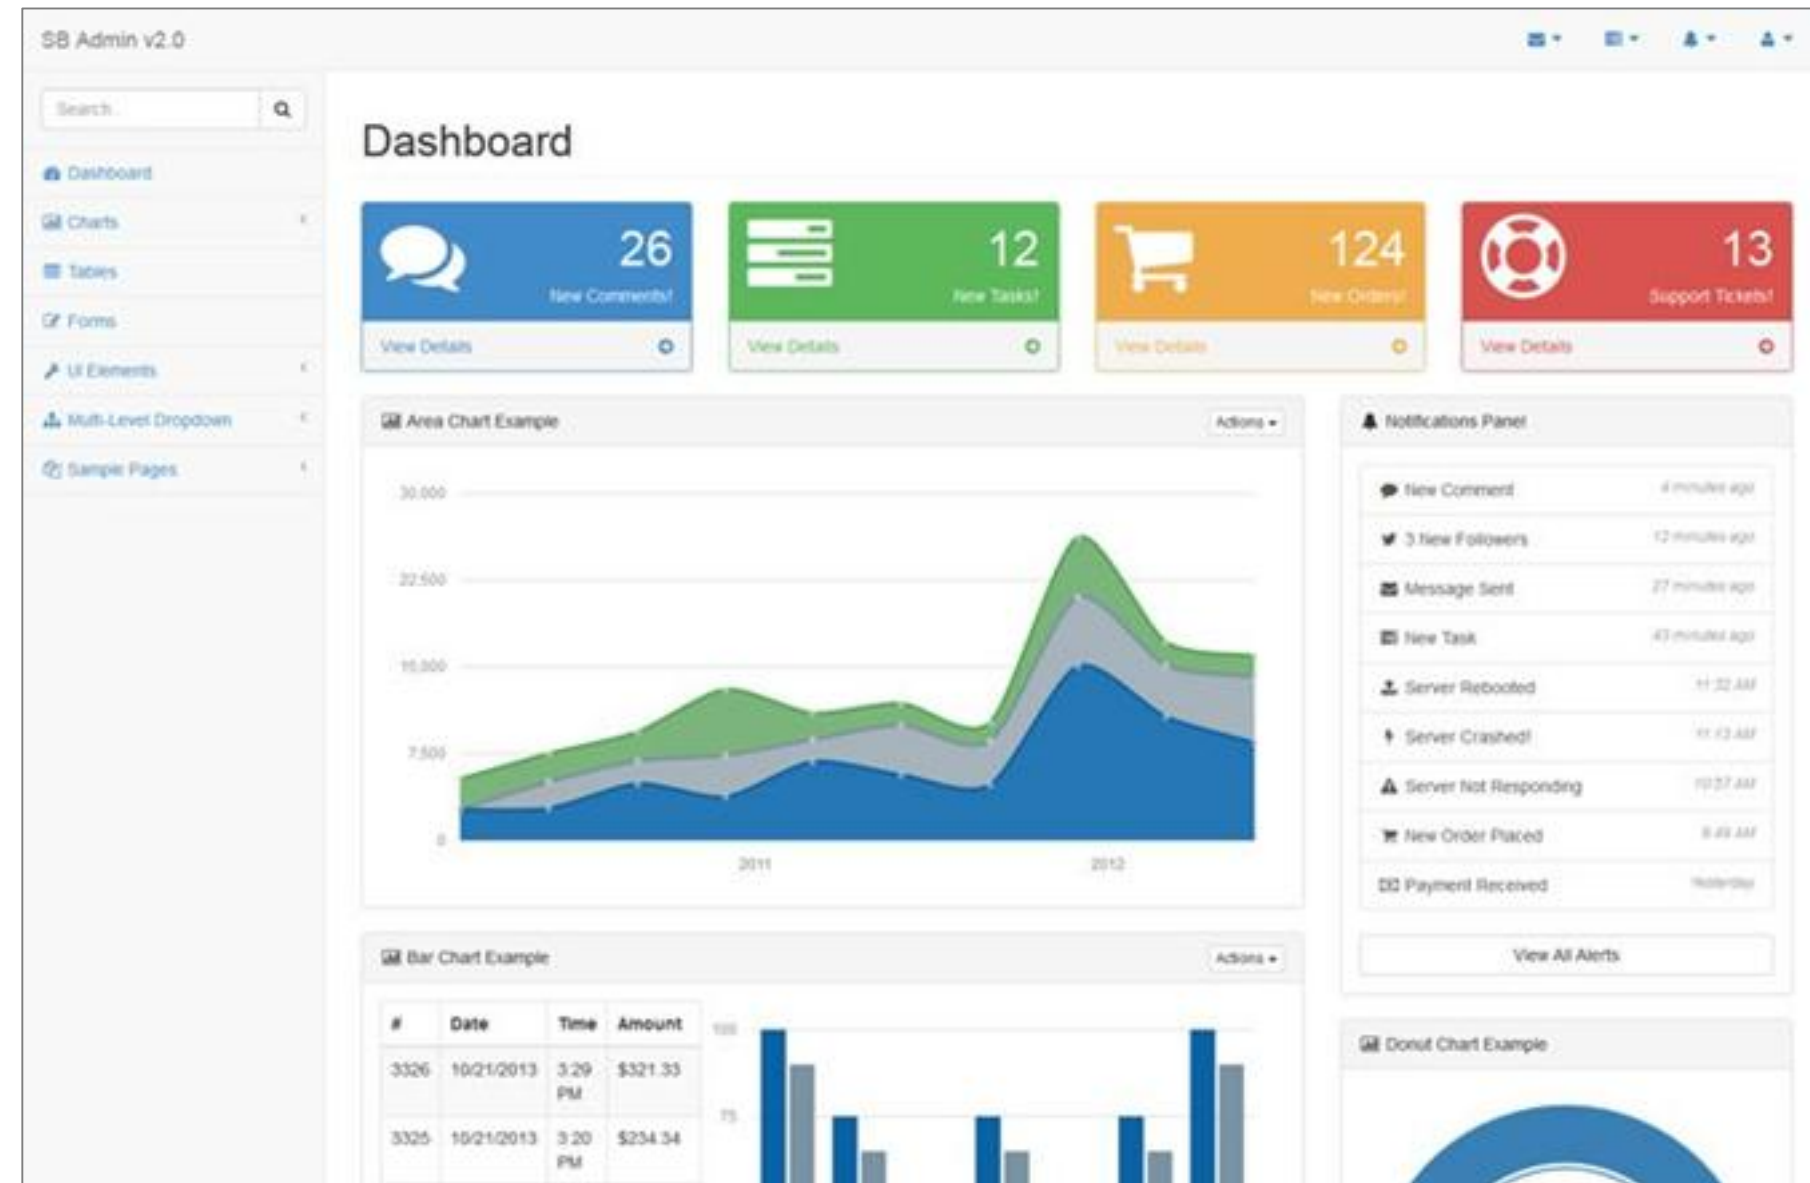 SB Admin v2.0
Search...
Dashboard
Charts
Tables
Forms
UI Elements
Multi-Level Dropdown
Sample Pages
Dashboard
26
New Comments!
View Details
12
New Tasks!
View Details
124
New Orders!
View Details
13
Support Tickets!
View Details
Area Chart Example
Actions
30,000
22,500
15,000
7,500
0
2011
2012
Notifications Panel
New Comment 4 minutes ago
3 New Followers 12 minutes ago
Message Sent 27 minutes ago
New Task 43 minutes ago
Server Rebooted 11:32 AM
Server Crashed! 11:13 AM
Server Not Responding 10:57 AM
New Order Placed 9:49 AM
Payment Received Yesterday
View All Alerts
Bar Chart Example
Actions
# Date Time Amount
3326 10/21/2013 3:29 PM $321.33
3325 10/21/2013 3:20 PM $234.34
100
75
Donut Chart Example